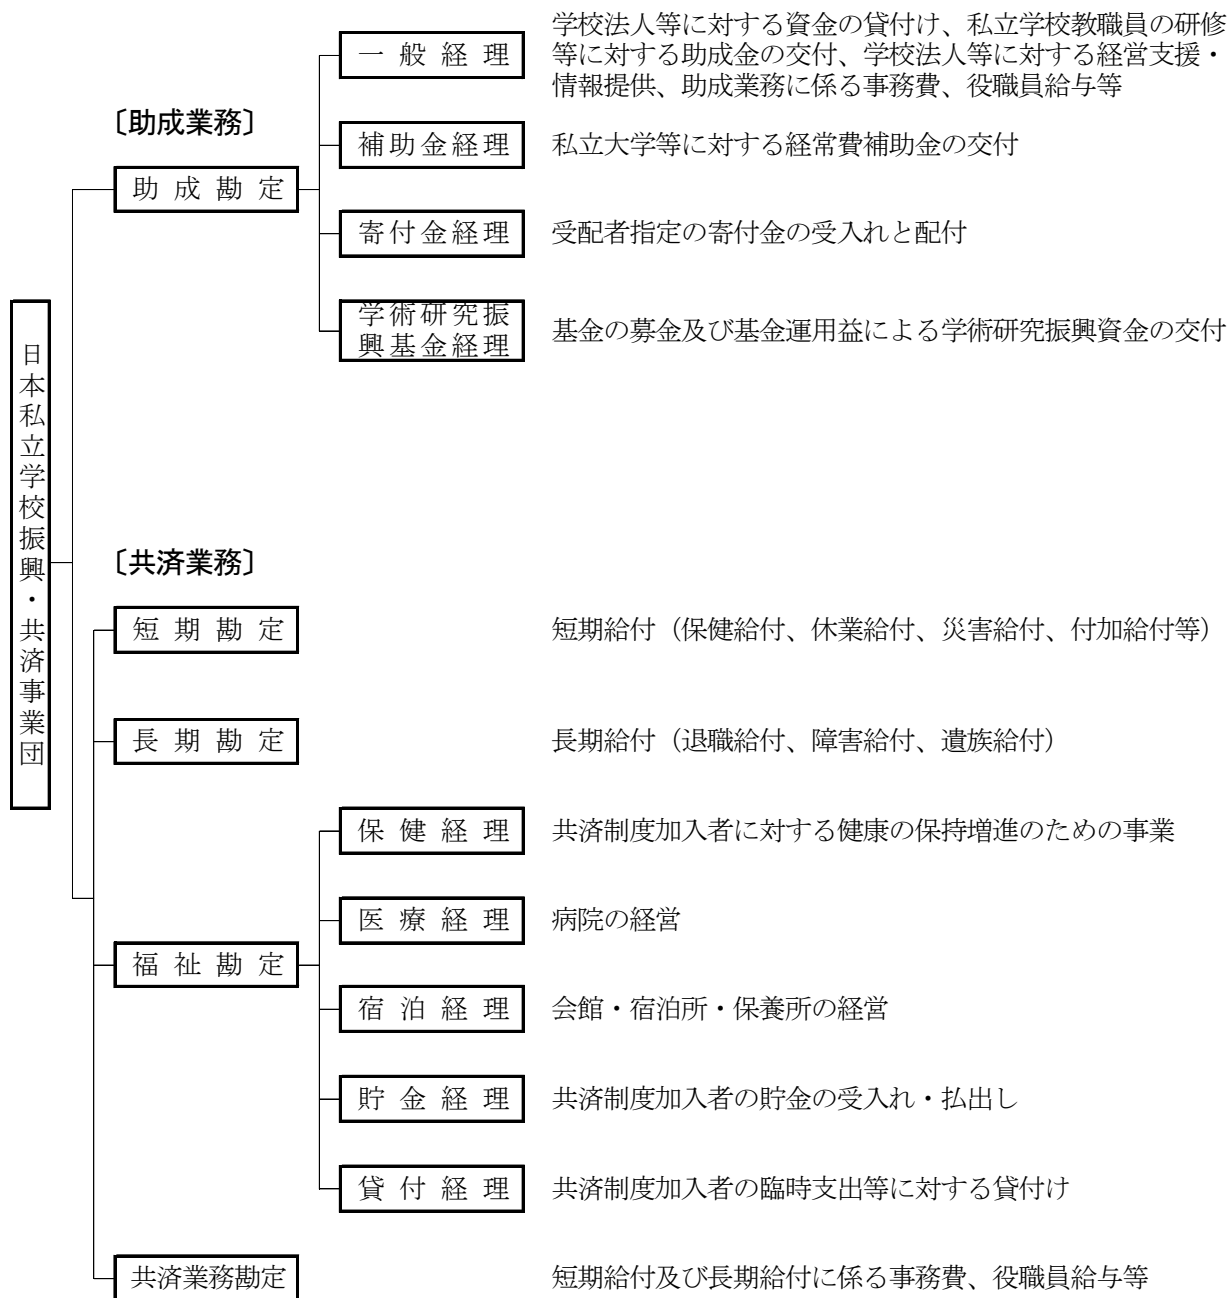 一般経理
学校法人等に対する資金の貸付け、私立学校教職員の研修
等に対する助成金の交付、学校法人等に対する経営支援・
情報提供、助成業務に係る事務費、役職員給与等
〔助成業務〕
補助金経理
私立大学等に対する経常費補助金の交付
助成勘定
寄付金経理
受配者指定の寄付金の受入れと配付
学術研究振
興基金経理
基金の募金及び基金運用益による学術研究振興資金の交付
日本私立学校振興・共済事業団
〔共済業務〕
短期勘定
短期給付（保健給付、休業給付、災害給付、付加給付等）
長期勘定
長期給付（退職給付、障害給付、遺族給付）
保健経理
共済制度加入者に対する健康の保持増進のための事業
医療経理
病院の経営
福祉勘定
宿泊経理
会館・宿泊所・保養所の経営
貯金経理
共済制度加入者の貯金の受入れ・払出し
貸付経理
共済制度加入者の臨時支出等に対する貸付け
共済業務勘定
短期給付及び長期給付に係る事務費、役職員給与等